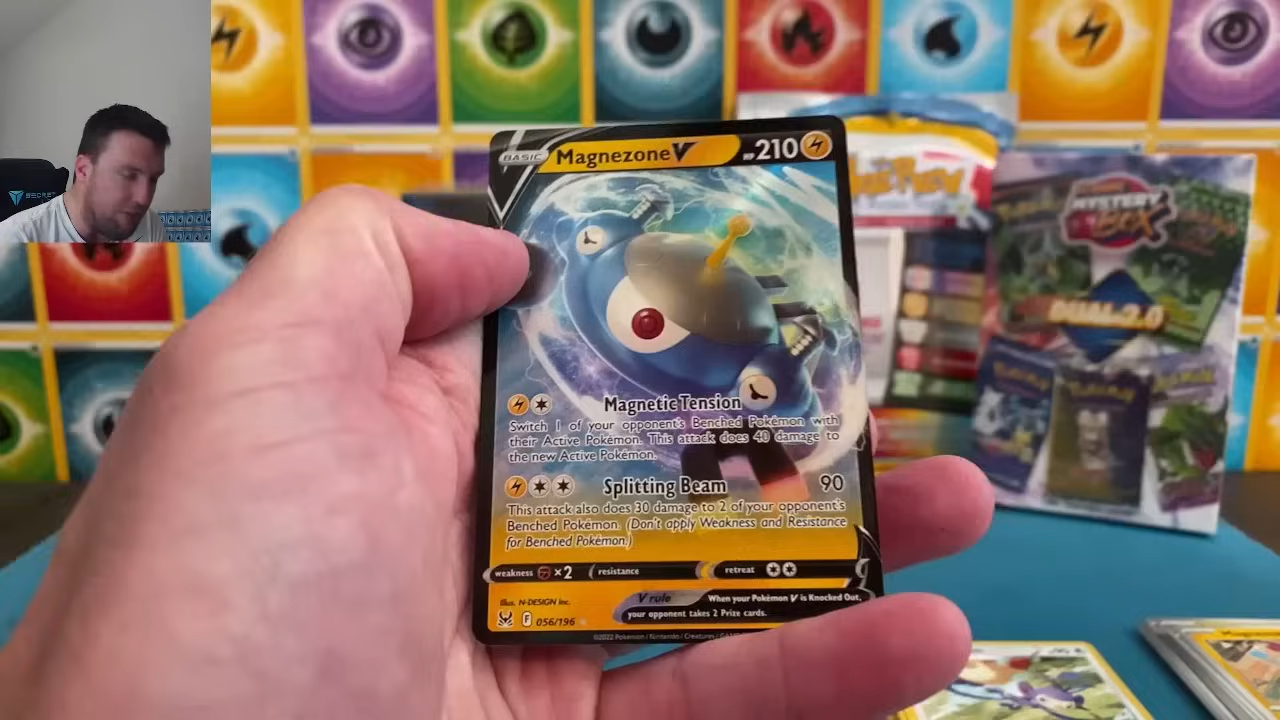 BASIC Magnezone V HP 210
Magnetic Tension
Switch 1 of your opponent's Benched Pokémon with
their Active Pokémon. This attack does 40 damage to
the new Active Pokémon.
Splitting Beam 90
This attack also does 30 damage to 2 of your opponent's
Benched Pokémon. (Don't apply Weakness and Resistance
for Benched Pokémon.)
weakness ×2 resistance retreat
V rule When your Pokémon V is Knocked Out,
your opponent takes 2 Prize cards.
Illus. N-DESIGN Inc.
F 056/196
©2022 Pokémon / Nintendo / Creatures /
MYSTERY
BOX
DUAL 2.0